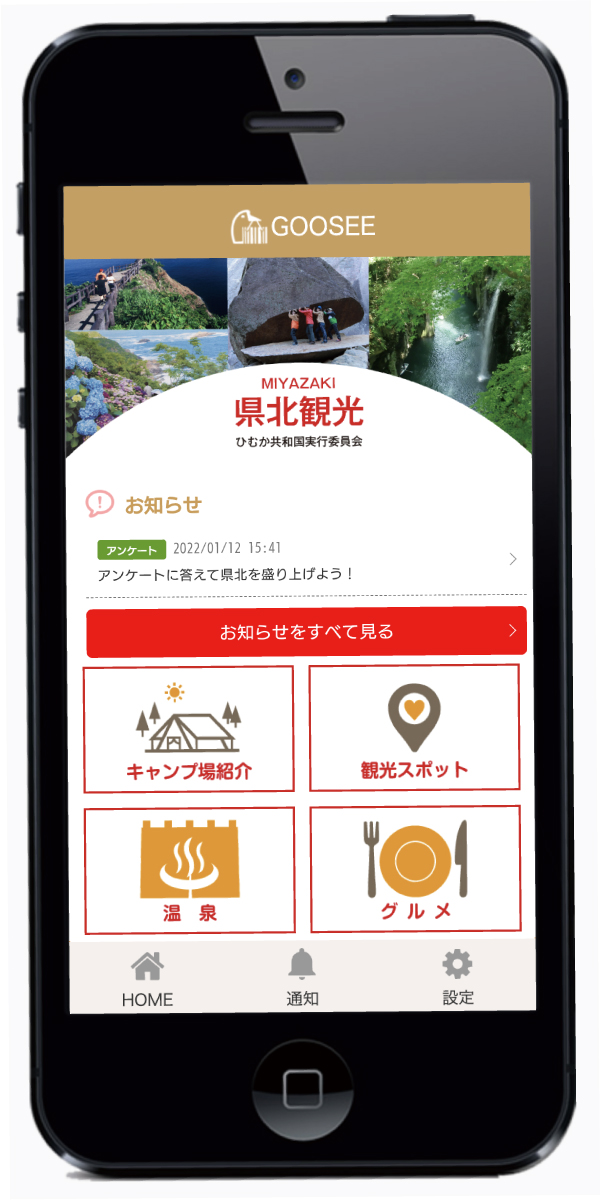 GOOSEE
MIYAZAKI
県北観光
ひむか共和国実行委員会
お知らせ
アンケート 2022/01/12 15:41
アンケートに答えて県北を盛り上げよう！
お知らせをすべて見る
キャンプ場紹介
観光スポット
温 泉
グルメ
HOME
通知
設定